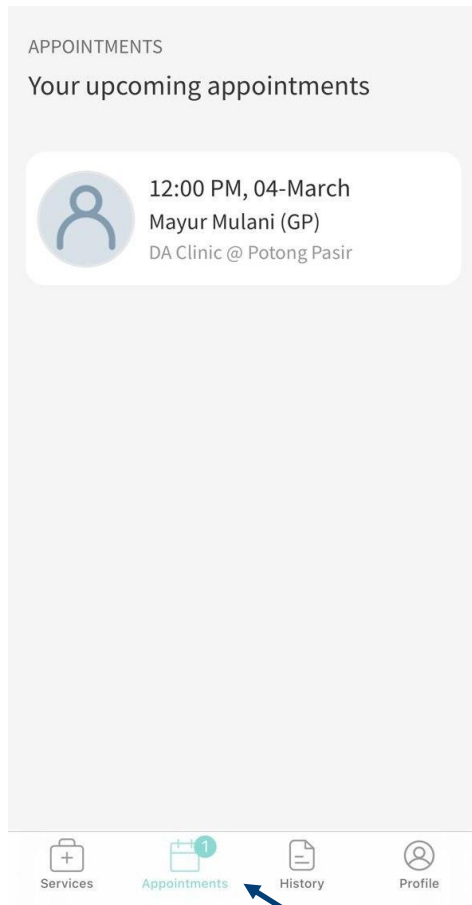 APPOINTMENTS
Your upcoming appointments
12:00 PM, 04-March
Mayur Mulani (GP)
DA Clinic @ Potong Pasir
1
Services
Appointments
History
Profile